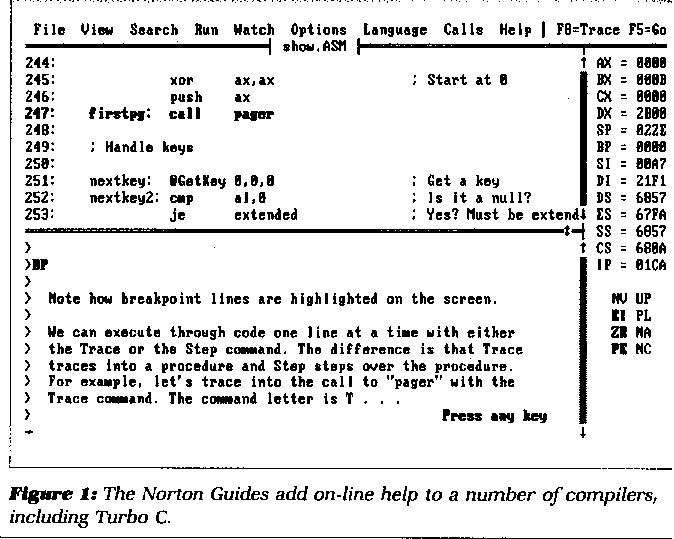 File View Search Run Watch Options Language Calls Help | F8=Trace F5=Go
show.ASM
244:
245: xor ax,ax ; Start at 0
246: push ax
247: firstpg: call pager
248:
249: ; Handle keys
250:
251: nextkey: @GetKey 0,0,0 ; Get a key
252: nextkey2: cmp al,0 ; Is it a null?
253: je extended ; Yes? Must be extend
AX = 0000
BX = 000B
CX = 0000
DX = 2B00
SP = 022E
BP = 0000
SI = 00A7
DI = 21F1
DS = 6857
ES = 67FA
SS = 6857
CS = 680A
IP = 01CA
NV UP
EI PL
ZR NA
PE NC
>
>BP
>
> Note how breakpoint lines are highlighted on the screen.
>
> We can execute through code one line at a time with either
> the Trace or the Step command. The difference is that Trace
> traces into a procedure and Step steps over the procedure.
> For example, let's trace into the call to "pager" with the
> Trace command. The command letter is T . . .
> Press any key
Figure 1: The Norton Guides add on-line help to a number of compilers,
including Turbo C.